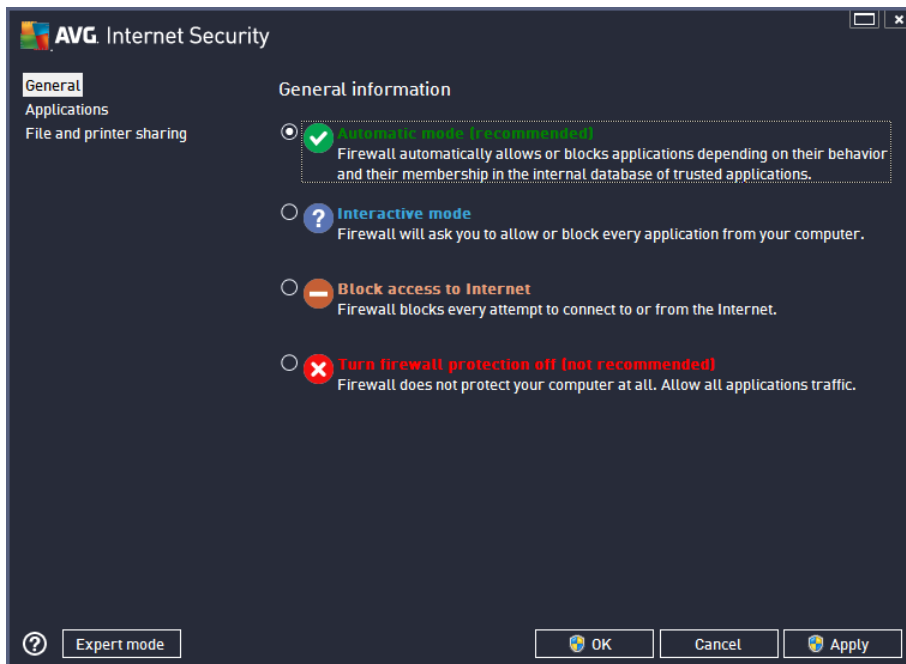 AVG. Internet Security
General
Applications
File and printer sharing
General information
Automatic mode (recommended)
Firewall automatically allows or blocks applications depending on their behavior
and their membership in the internal database of trusted applications.
Interactive mode
Firewall will ask you to allow or block every application from your computer.
Block access to Internet
Firewall blocks every attempt to connect to or from the Internet.
Turn firewall protection off (not recommended)
Firewall does not protect your computer at all. Allow all applications traffic.
Expert mode
OK
Cancel
Apply